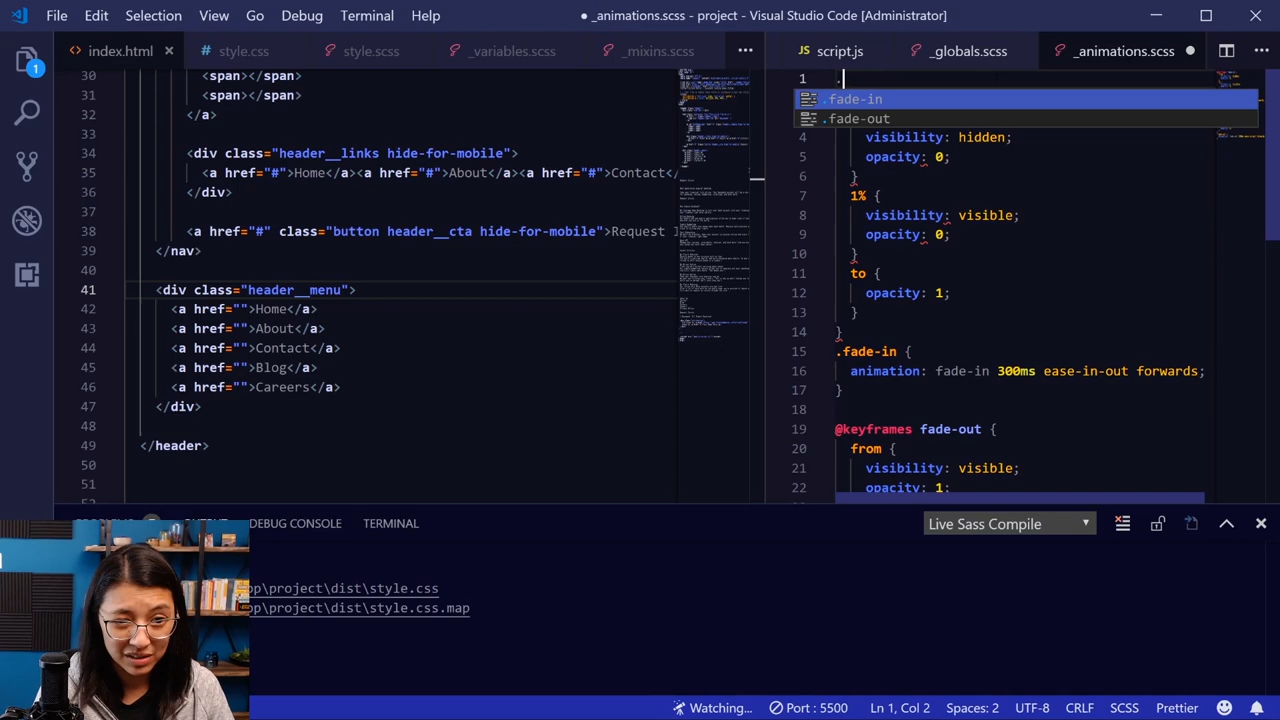 File Edit Selection View Go Debug Terminal Help
● _animations.scss - project - Visual Studio Code [Administrator]
index.html
style.css
style.scss
_variables.scss
_mixins.scss
script.js
_globals.scss
_animations.scss
1
30 <span></span>
31 <span></span>
32 </a>
33
34 <div class="header__links hide-for-mobile">
35 <a href="#">Home</a><a href="#">About</a><a href="#">Contact</
36 </div>
37
38 <a href="#" class="button header__cta hide-for-mobile">Request
39 </nav>
40
41 <div class="header__menu">
42 <a href="">Home</a>
43 <a href="">About</a>
44 <a href="">Contact</a>
45 <a href="">Blog</a>
46 <a href="">Careers</a>
47 </div>
48
49 </header>
50
51
1 .
.fade-in
.fade-out
4 visibility: hidden;
5 opacity: 0;
6 }
7 1% {
8 visibility: visible;
9 opacity: 0;
10 }
11 to {
12 opacity: 1;
13 }
14 }
15 .fade-in {
16 animation: fade-in 300ms ease-in-out forwards;
17 }
18
19 @keyframes fade-out {
20 from {
21 visibility: visible;
22 opacity: 1;
DEBUG CONSOLE
TERMINAL
Live Sass Compile
\project\dist\style.css
\project\dist\style.css.map
Watching...
Port : 5500
Ln 1, Col 2
Spaces: 2
UTF-8
CRLF
SCSS
Prettier